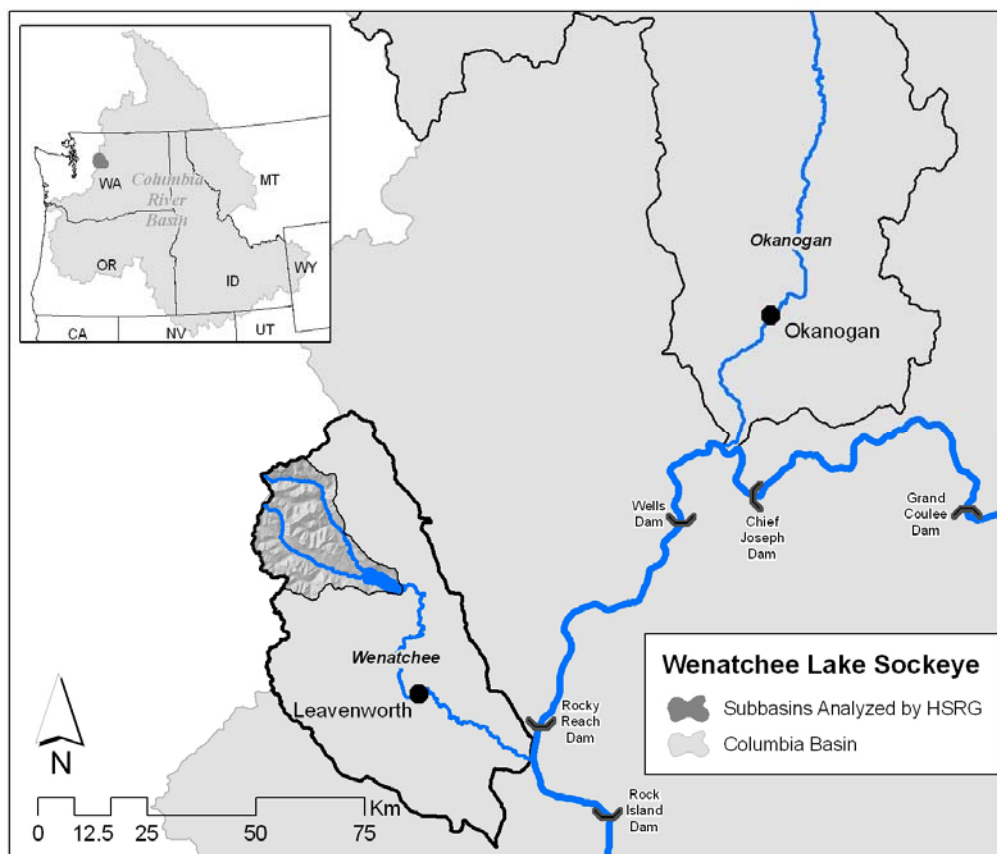 WA
MT
Columbia
River
Basin
OR
ID
WY
CA
NV
UT
Okanogan
Okanogan
Wells
Dam
Chief
Joseph
Dam
Grand
Coulee
Dam
Wenatchee
Leavenworth
Rocky
Reach
Dam
Rock
Island
Dam
Wenatchee Lake Sockeye
Subbasins Analyzed by HSRG
Columbia Basin
N
Km
0 12.5 25 50 75